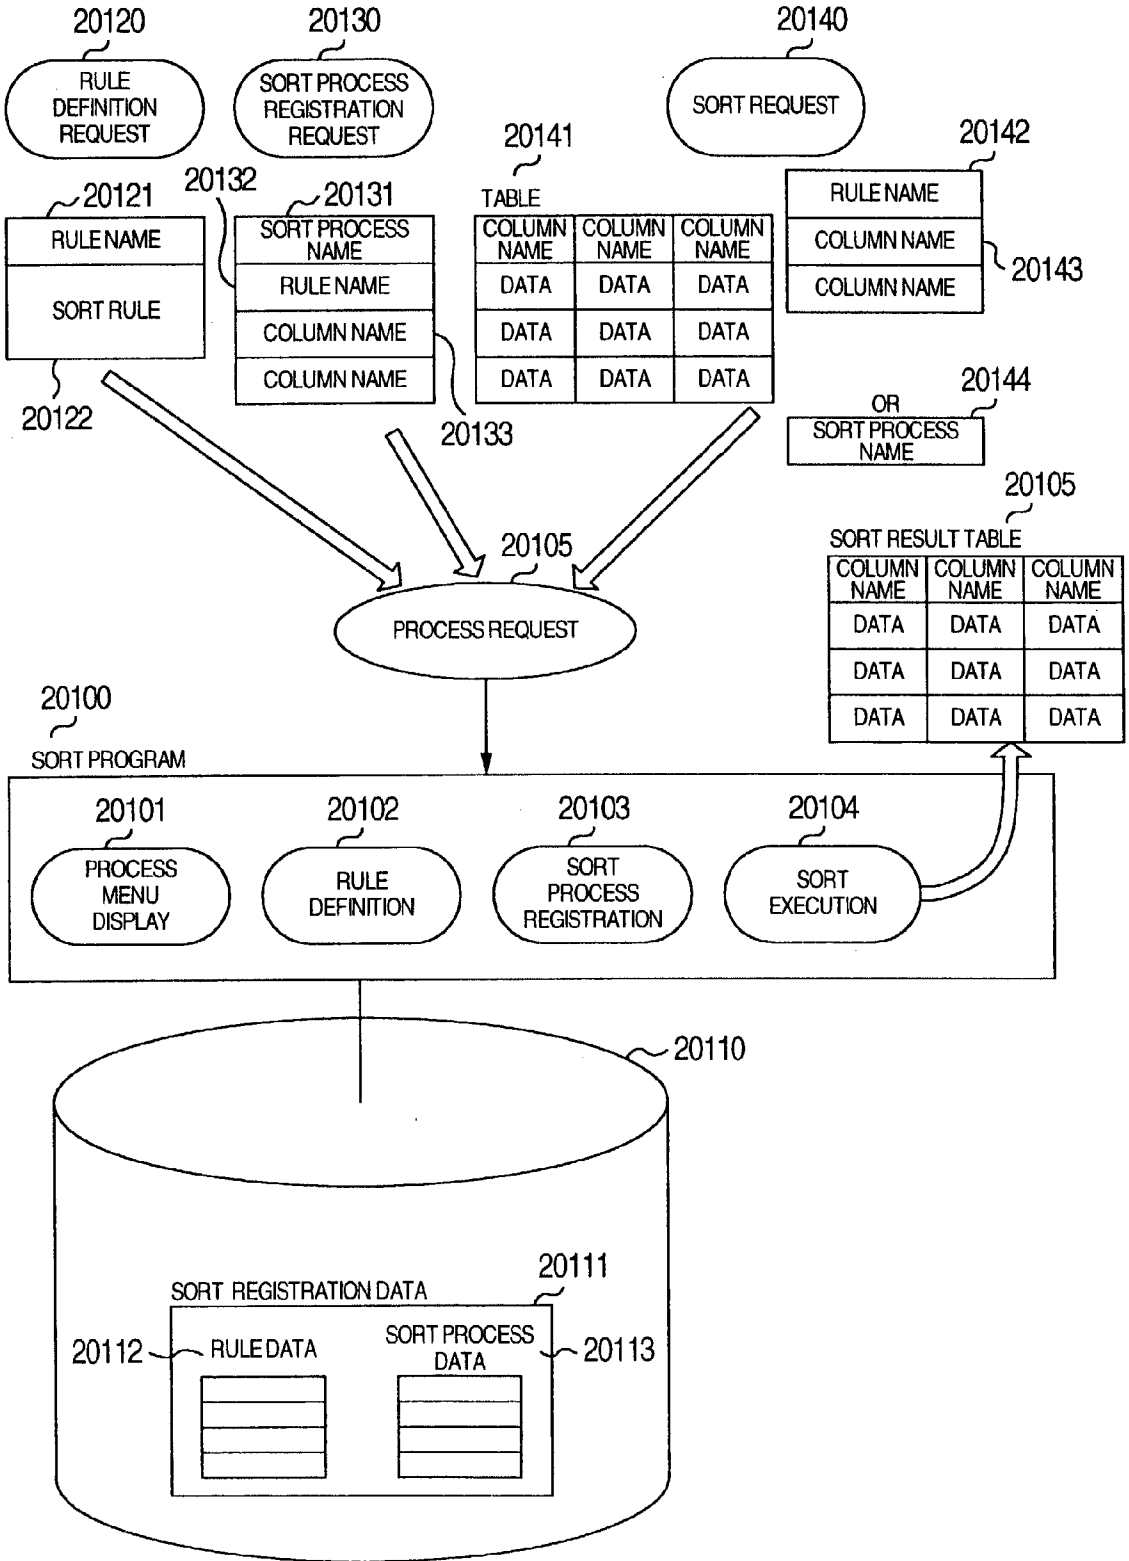 20120
20130
20140
RULE
DEFINITION
REQUEST
SORT PROCESS
REGISTRATION
REQUEST
SORT REQUEST
20121
RULE NAME
SORT RULE
20122
20132
20131
SORT PROCESS
NAME
RULE NAME
COLUMN NAME
COLUMN NAME
20133
20141
TABLE
COLUMN NAME COLUMN NAME COLUMN NAME
DATA DATA DATA
DATA DATA DATA
DATA DATA DATA
20142
RULE NAME
COLUMN NAME
COLUMN NAME
20143
OR
20144
SORT PROCESS
NAME
20105
PROCESS REQUEST
20105
SORT RESULT TABLE
COLUMN NAME COLUMN NAME COLUMN NAME
DATA DATA DATA
DATA DATA DATA
DATA DATA DATA
20100
SORT PROGRAM
20101
PROCESS
MENU
DISPLAY
20102
RULE
DEFINITION
20103
SORT
PROCESS
REGISTRATION
20104
SORT
EXECUTION
20110
SORT REGISTRATION DATA
20111
20112
RULE DATA
SORT PROCESS
DATA
20113